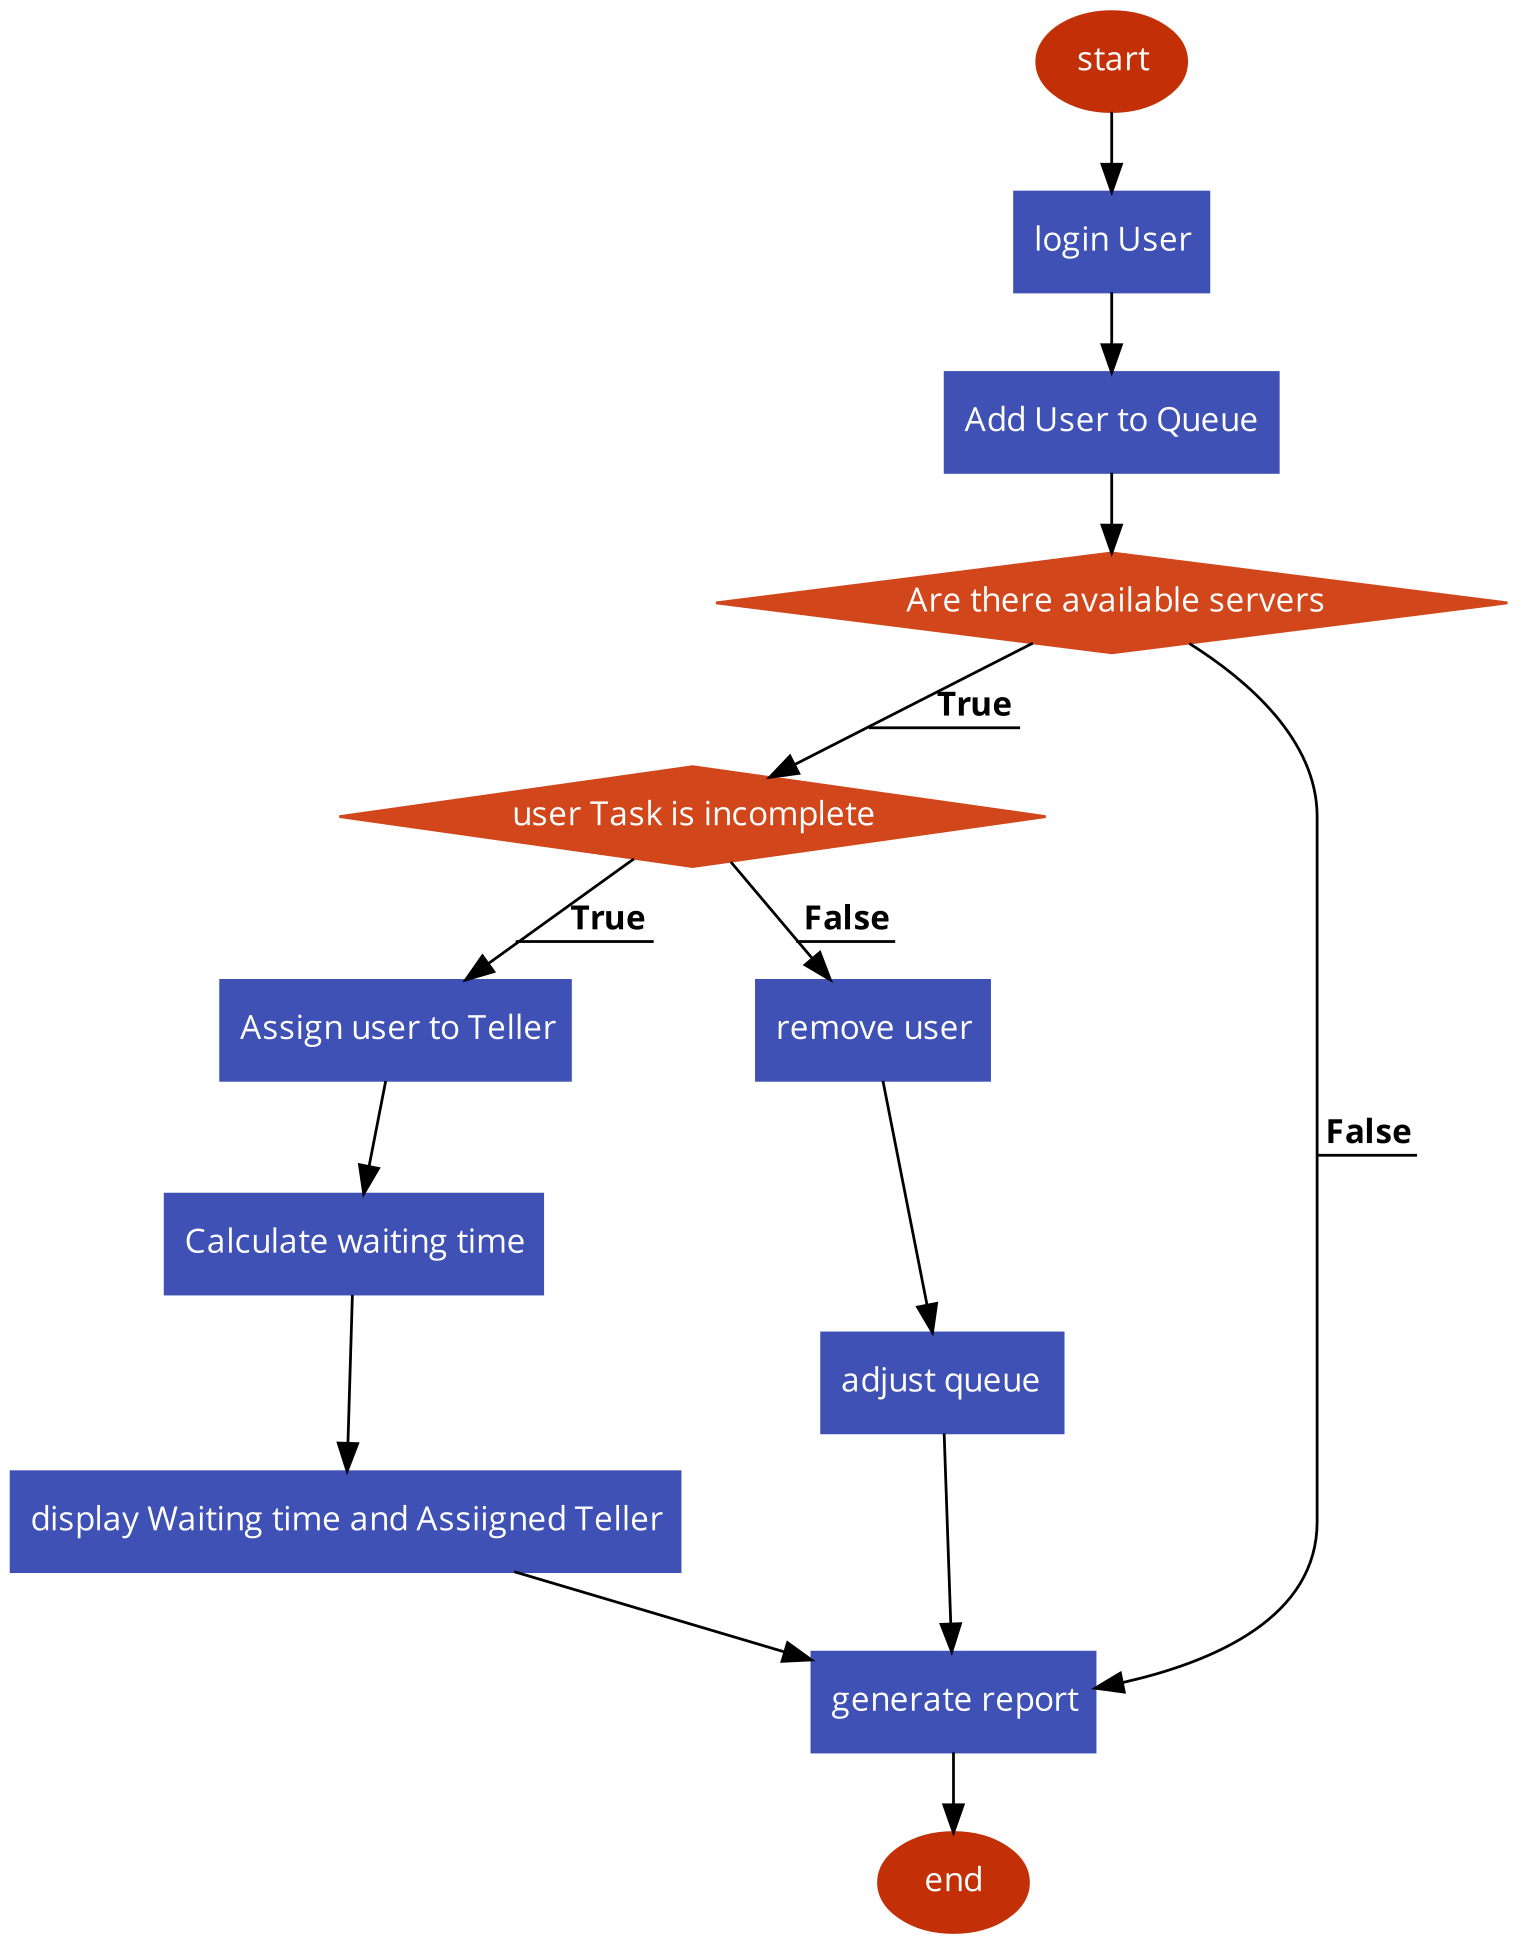 start
login User
Add User to Queue
Are there available servers
True
user Task is incomplete
True
False
Assign user to Teller
remove user
False
Calculate waiting time
adjust queue
display Waiting time and Assiigned Teller
generate report
end